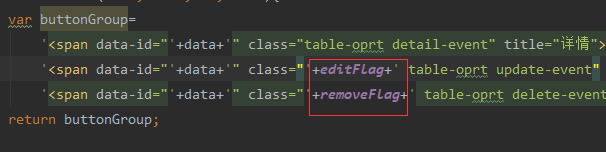 var buttonGroup=
'<span data-id="'+data+'" class="table-oprt detail-event" title="详情">
'<span data-id="'+data+'" class="'+editFlag+' table-oprt update-event"
'<span data-id="'+data+'" class="'+removeFlag+' table-oprt delete-event
return buttonGroup;